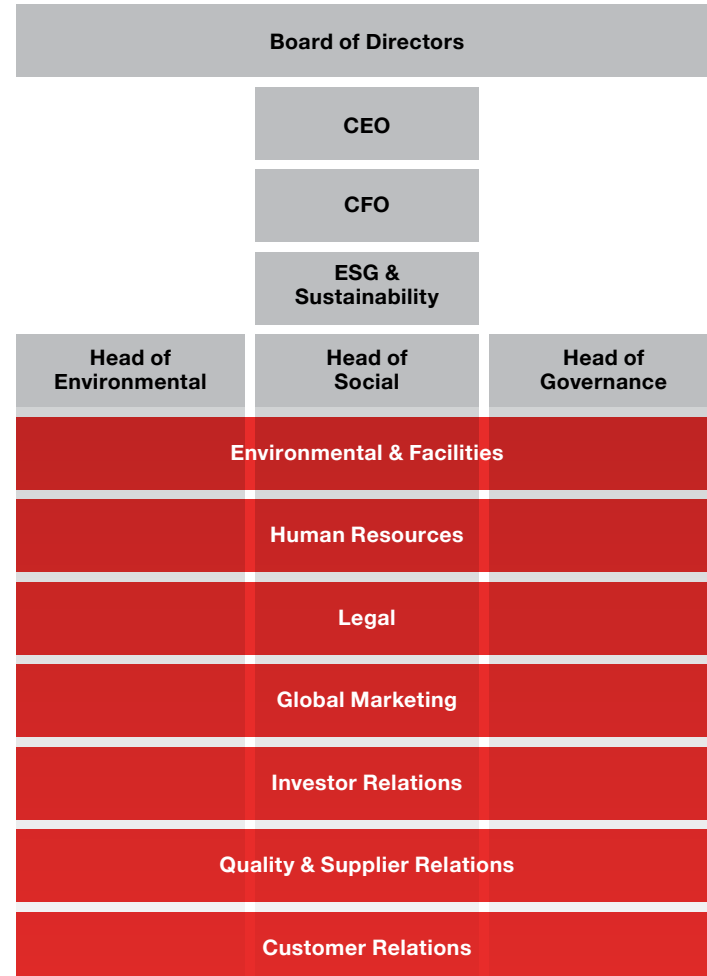 Board of Directors
CEO
CFO
ESG &
Sustainability
Head of
Environmental
Head of
Social
Head of
Governance
Environmental & Facilities
Human Resources
Legal
Global Marketing
Investor Relations
Quality & Supplier Relations
Customer Relations